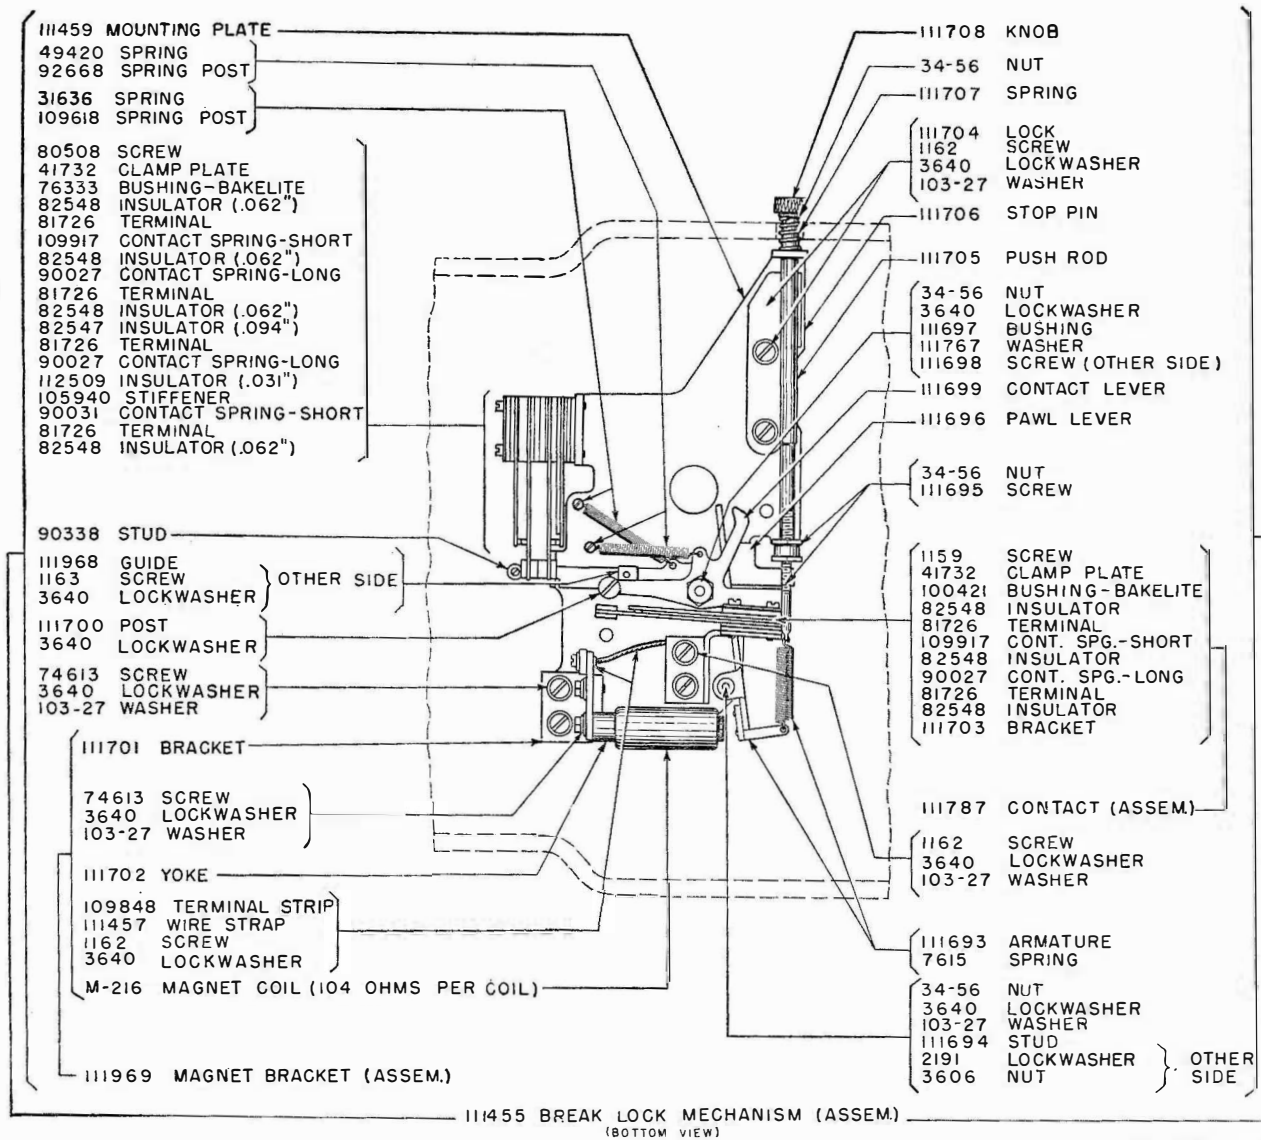 111459 MOUNTING PLATE
49420 SPRING
92668 SPRING POST
31636 SPRING
109618 SPRING POST
80508 SCREW
41732 CLAMP PLATE
76333 BUSHING-BAKELITE
82548 INSULATOR (.062")
81726 TERMINAL
109917 CONTACT SPRING-SHORT
82548 INSULATOR (.062")
90027 CONTACT SPRING-LONG
81726 TERMINAL
82548 INSULATOR (.062")
82547 INSULATOR (.094")
81726 TERMINAL
90027 CONTACT SPRING-LONG
112509 INSULATOR (.031")
105940 STIFFENER
90031 CONTACT SPRING-SHORT
81726 TERMINAL
82548 INSULATOR (.062")
90338 STUD
111968 GUIDE
1163 SCREW
3640 LOCKWASHER
OTHER SIDE
111700 POST
3640 LOCKWASHER
74613 SCREW
3640 LOCKWASHER
103-27 WASHER
111701 BRACKET
74613 SCREW
3640 LOCKWASHER
103-27 WASHER
111702 YOKE
109848 TERMINAL STRIP
111457 WIRE STRAP
1162 SCREW
3640 LOCKWASHER
M-216 MAGNET COIL (104 OHMS PER COIL)
111969 MAGNET BRACKET (ASSEM.)
111708 KNOB
34-56 NUT
111707 SPRING
111704 LOCK
1162 SCREW
3640 LOCKWASHER
103-27 WASHER
111706 STOP PIN
111705 PUSH ROD
34-56 NUT
3640 LOCKWASHER
111697 BUSHING
111767 WASHER
111698 SCREW (OTHER SIDE)
111699 CONTACT LEVER
111696 PAWL LEVER
34-56 NUT
111695 SCREW
1159 SCREW
41732 CLAMP PLATE
100421 BUSHING-BAKELITE
82548 INSULATOR
81726 TERMINAL
109917 CONT. SPG.-SHORT
82548 INSULATOR
90027 CONT. SPG.-LONG
81726 TERMINAL
82548 INSULATOR
111703 BRACKET
111787 CONTACT (ASSEM.)
1162 SCREW
3640 LOCKWASHER
103-27 WASHER
111693 ARMATURE
7615 SPRING
34-56 NUT
3640 LOCKWASHER
103-27 WASHER
111694 STUD
2191 LOCKWASHER
3606 NUT
OTHER
SIDE
111455 BREAK LOCK MECHANISM (ASSEM.)
(BOTTOM VIEW)